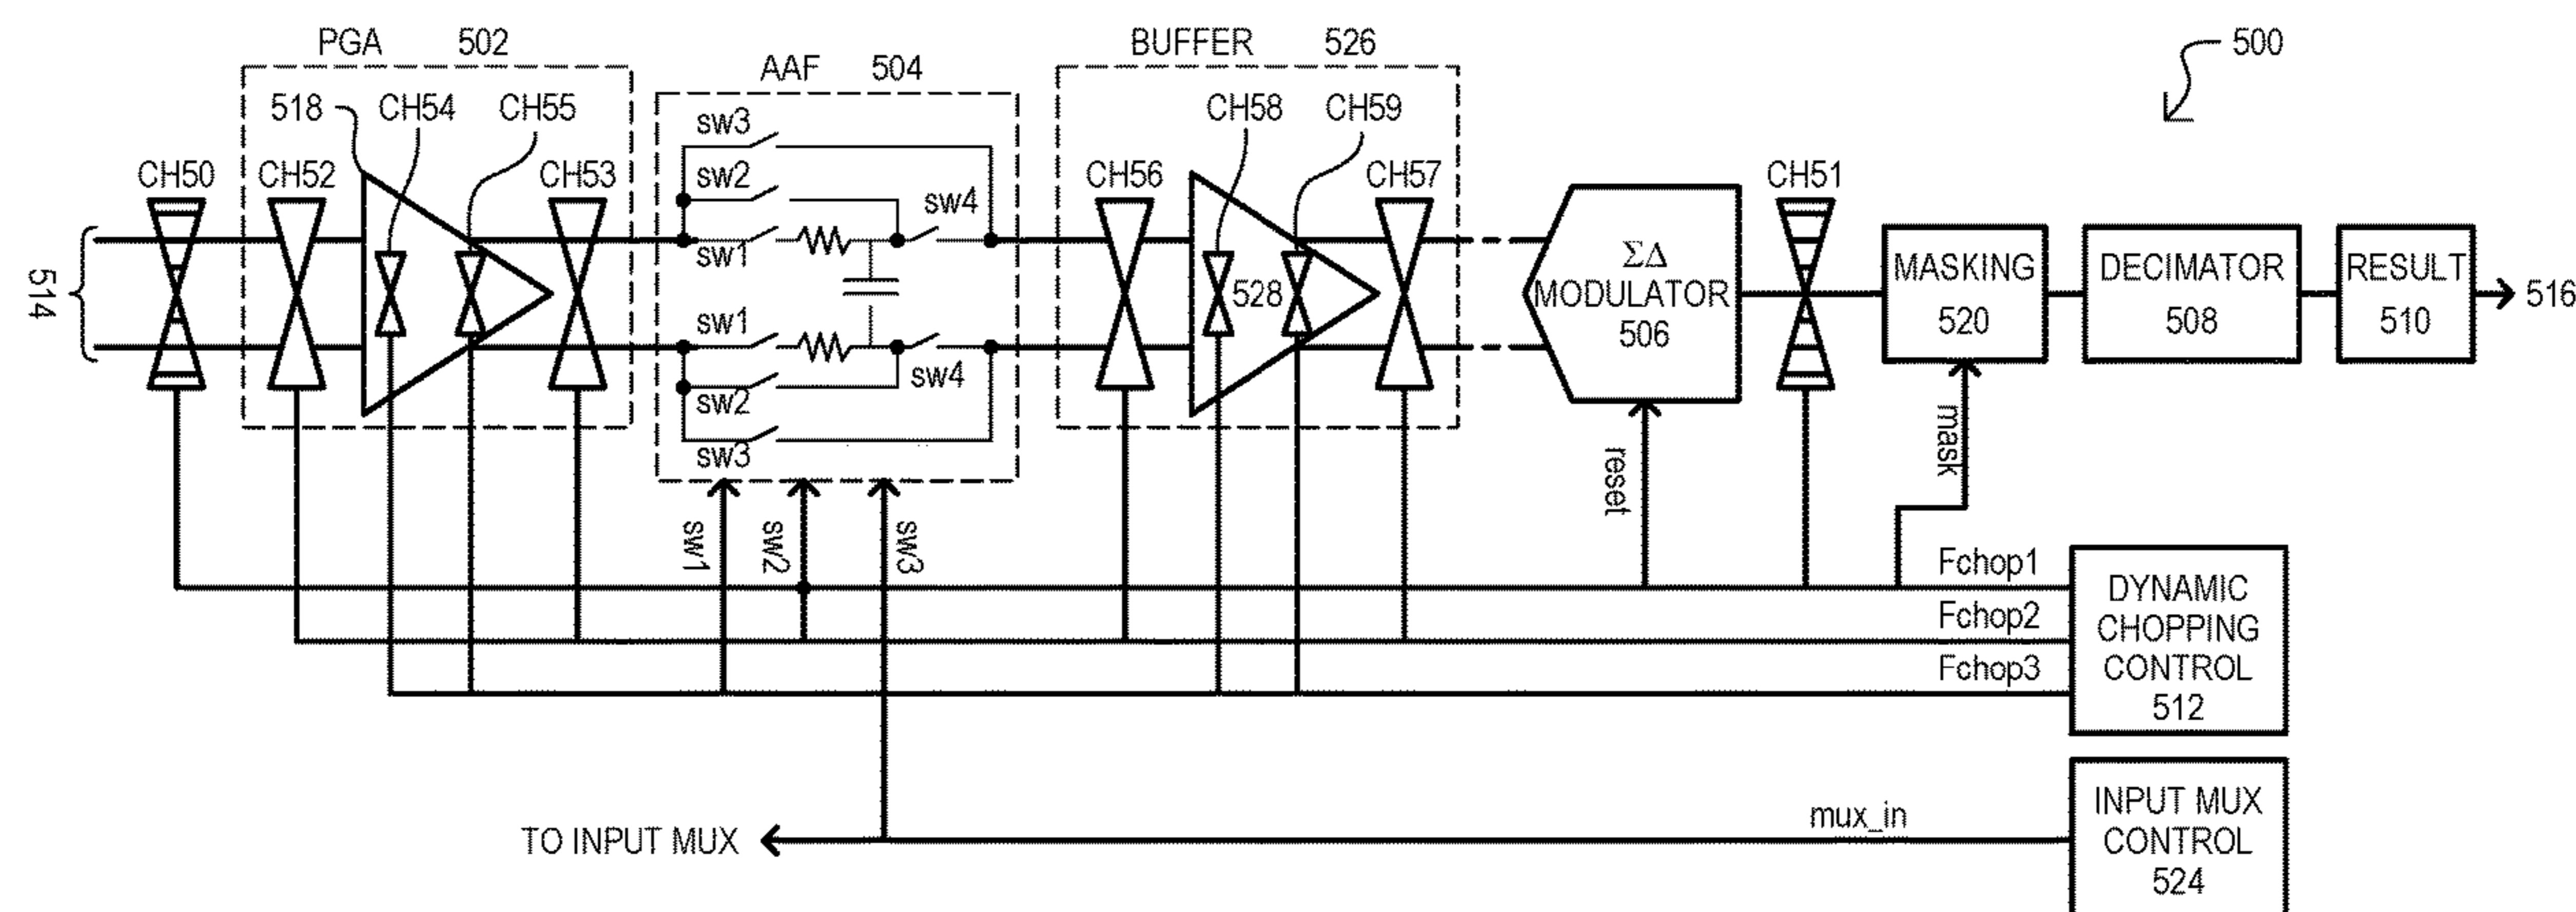 PGA 502
BUFFER 526
500
AAF 504
518 CH54 CH55
CH58 CH59
sw3
CH50 CH52 CH53
sw2
sw4
CH56 CH57
CH51
sw1
514
ΣΔ
MODULATOR
506
528
MASKING
520
DECIMATOR
508
RESULT
510
516
sw1
sw4
sw2
sw3
reset
mask
sw1
sw2
sw3
Fchop1
Fchop2
Fchop3
DYNAMIC
CHOPPING
CONTROL
512
TO INPUT MUX
mux_in
INPUT MUX
CONTROL
524